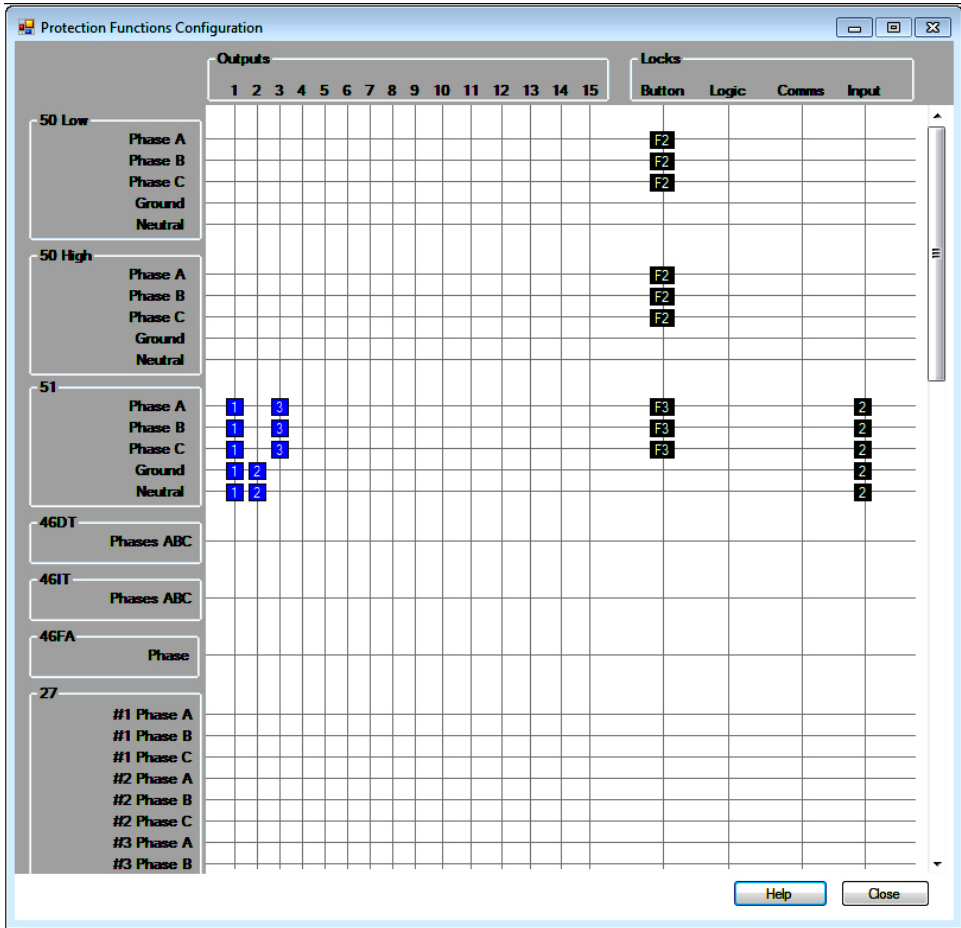 Protection Functions Configuration
Outputs Locks
1 2 3 4 5 6 7 8 9 10 11 12 13 14 15 Button Logic Comms Input
50 Low
Phase A F2
Phase B F2
Phase C F2
Ground
Neutral
50 High
Phase A F2
Phase B F2
Phase C F2
Ground
Neutral
51
Phase A 1 3 F3 2
Phase B 1 3 F3 2
Phase C 1 3 F3 2
Ground 1 2 2
Neutral 1 2 2
46DT
Phases ABC
46IT
Phases ABC
46FA
Phase
27
#1 Phase A
#1 Phase B
#1 Phase C
#2 Phase A
#2 Phase B
#2 Phase C
#3 Phase A
#3 Phase B
Help Close